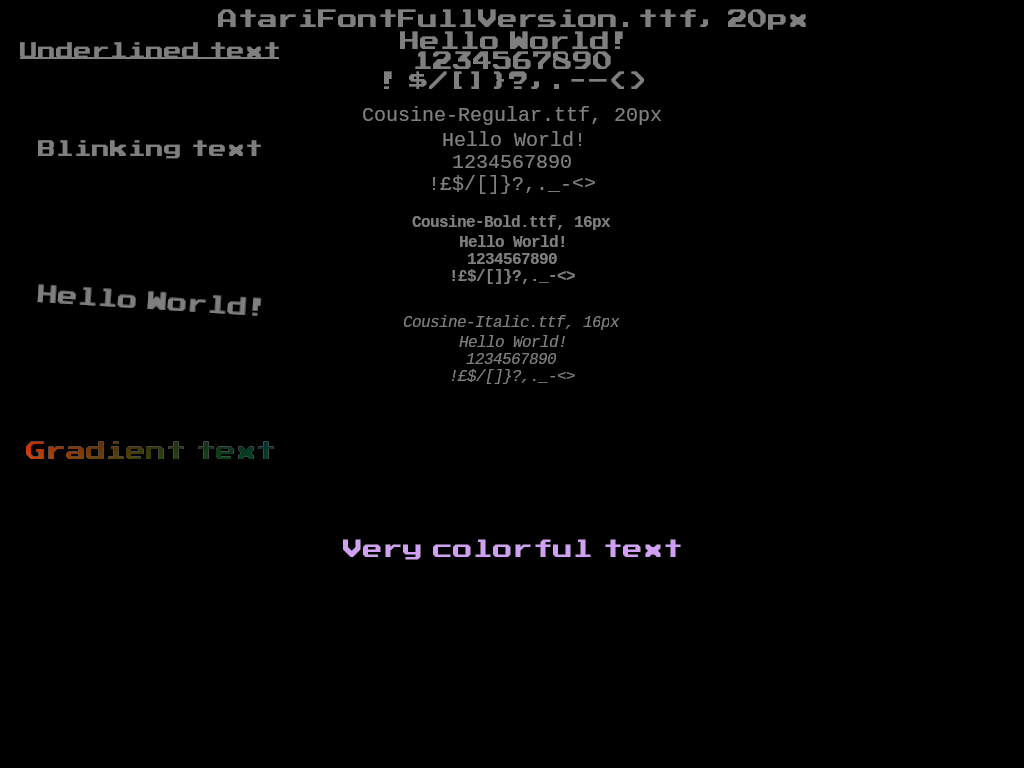 AtariFontFullVersion.ttf, 20px
Hello World!
Underlined text
1234567890
! $/[]}?,.--<>
Cousine-Regular.ttf, 20px
Hello World!
Blinking text
1234567890
!£$/[]}?,._-<>
Cousine-Bold.ttf, 16px
Hello World!
1234567890
!£$/[]}?,._-<>
Hello World!
Cousine-Italic.ttf, 16px
Hello World!
1234567890
!£$/[]}?,._-<>
Gradient text
Very colorful text